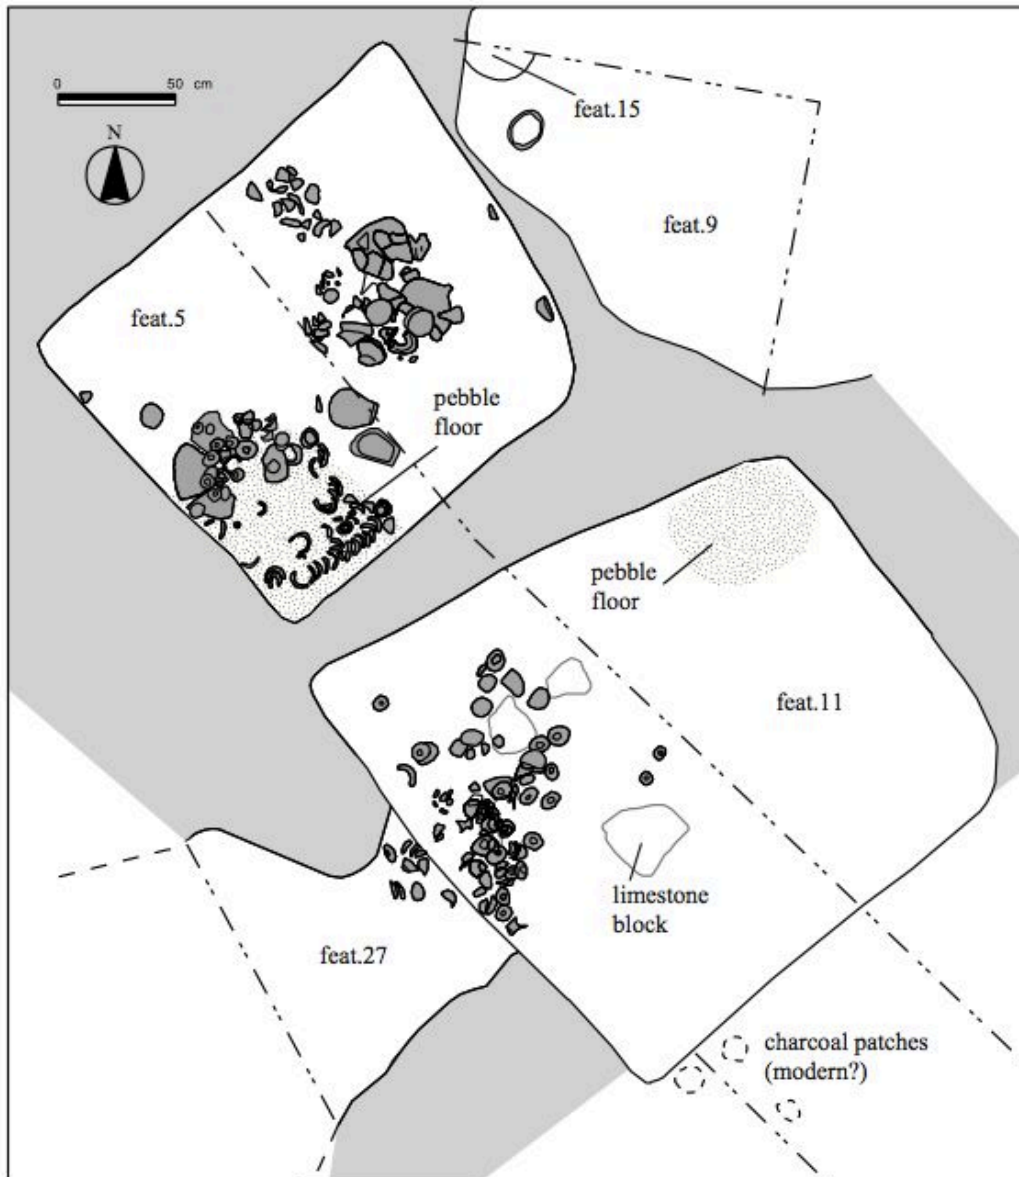 0 50 cm
N
feat.15
feat.9
feat.5
pebble
floor
pebble
floor
feat.11
limestone
block
feat.27
charcoal patches
(modern?)